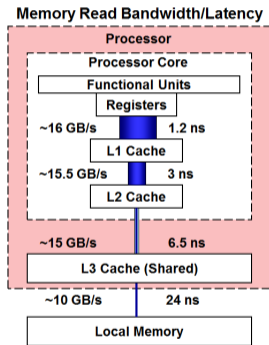 Memory Read Bandwidth/Latency
Processor
Processor Core
Functional Units
Registers
~16 GB/s 1.2 ns
L1 Cache
~15.5 GB/s 3 ns
L2 Cache
~15 GB/s 6.5 ns
L3 Cache (Shared)
~10 GB/s 24 ns
Local Memory